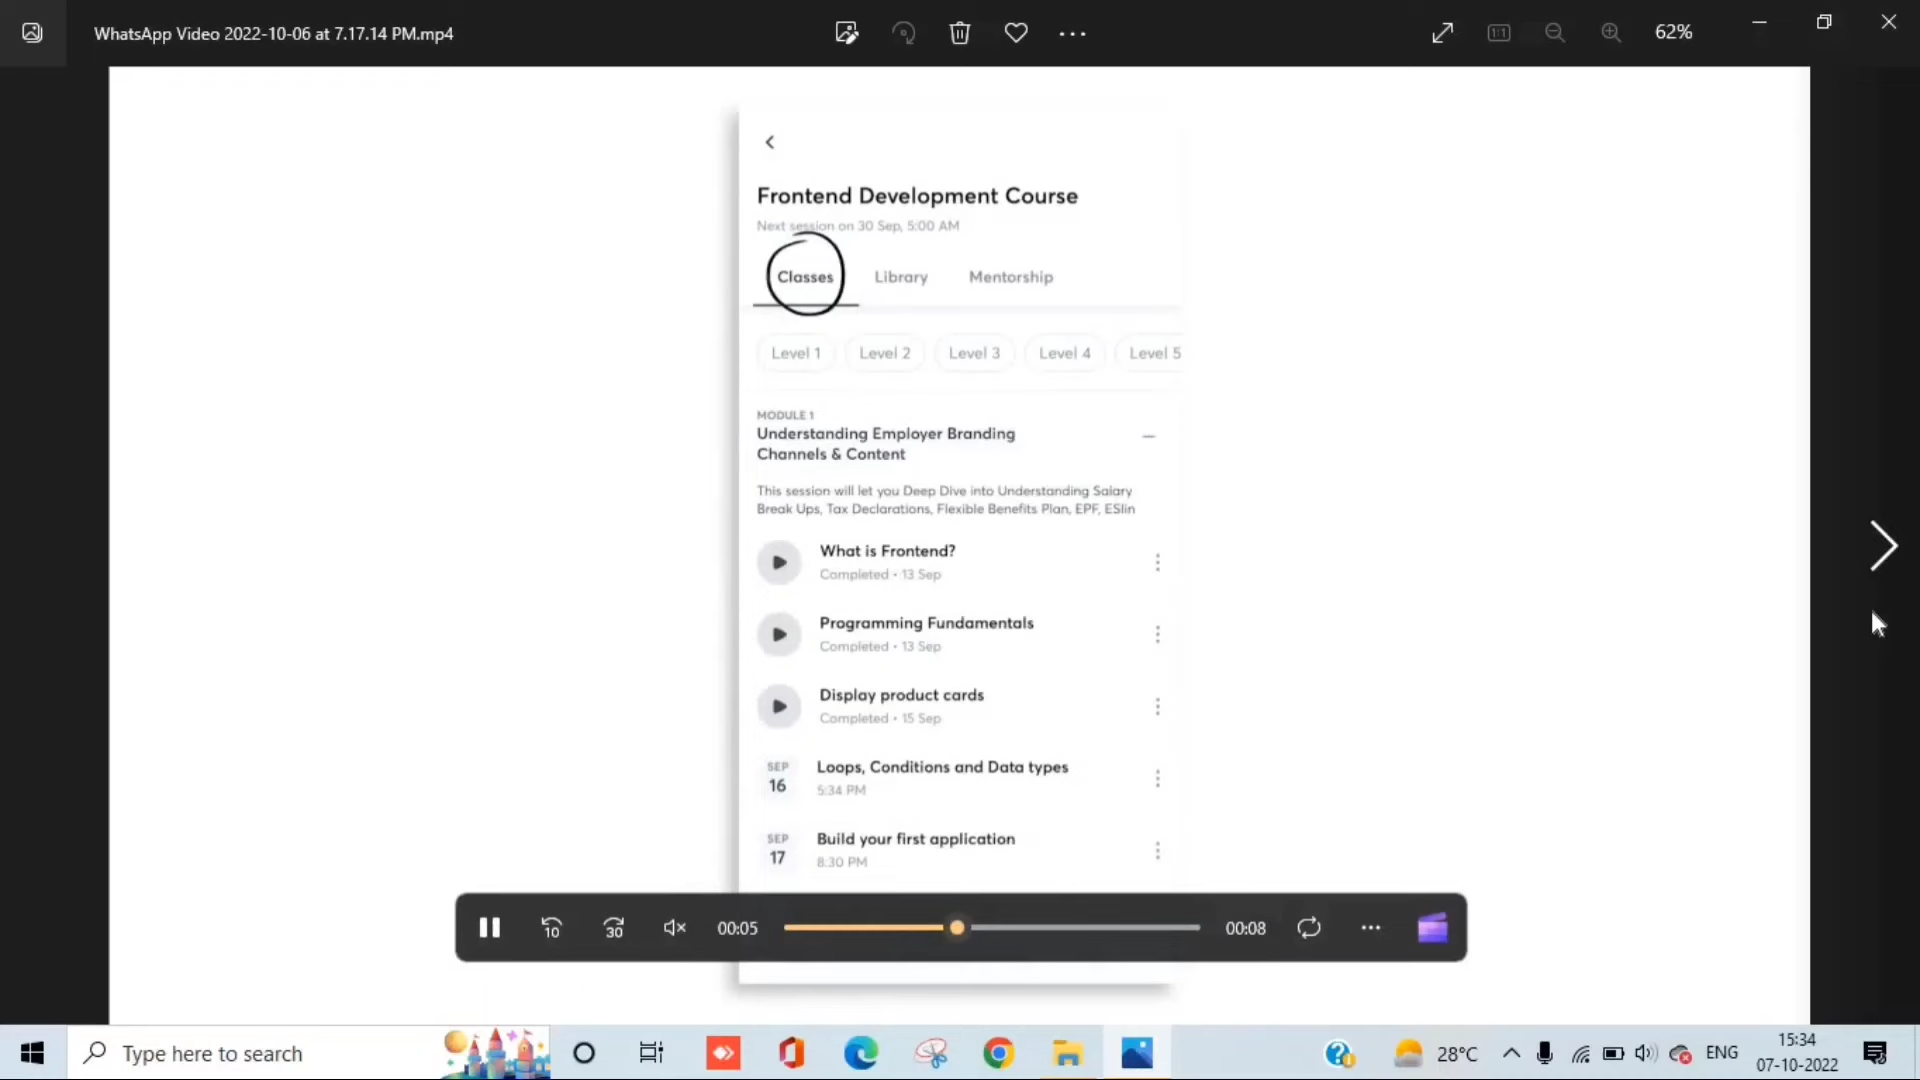 WhatsApp Video 2022-10-06 at 7.17.14 PM.mp4
1:1
62%
Frontend Development Course
Next session on 30 Sep, 5:00 AM
Classes
Library
Mentorship
Level 1
Level 2
Level 3
Level 4
Level 5
MODULE 1
Understanding Employer Branding
Channels & Content
This session will let you Deep Dive into Understanding Salary
Break Ups, Tax Declarations, Flexible Benefits Plan, EPF, ESIin
What is Frontend?
Completed • 13 Sep
Programming Fundamentals
Completed • 13 Sep
Display product cards
Completed • 15 Sep
SEP
16
Loops, Conditions and Data types
5:34 PM
SEP
17
Build your first application
8:30 PM
10
30
00:05
00:08
Type here to search
28°C
ENG
15:34
07-10-2022